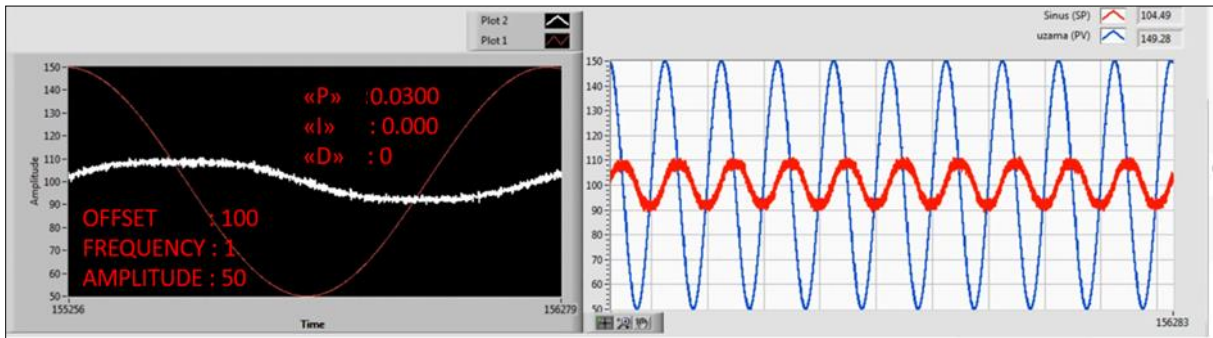 Plot 2
Plot 1
150
140
130
120
110
100
90
80
70
60
50
Amplitude
«P» :0.0300
«I» : 0.000
«D» : 0
OFFSET : 100
FREQUENCY : 1
AMPLITUDE : 50
155256
156279
Time
Sinus (SP) 104.49
uzama (PV) 149.28
150
140
130
120
110
100
90
80
70
60
50
156283